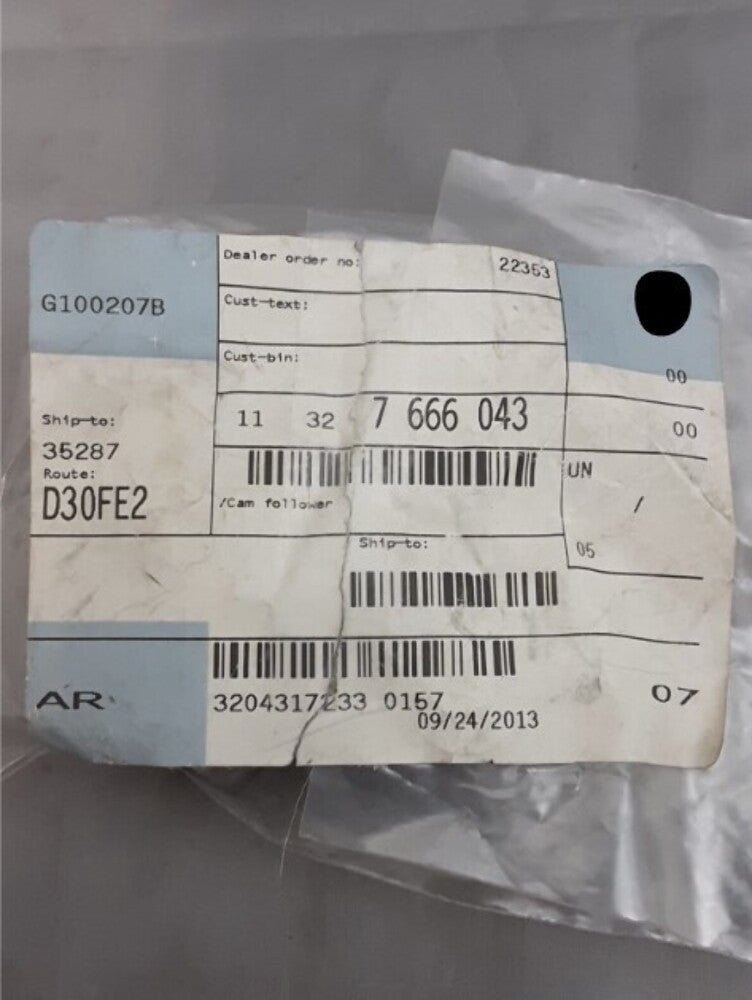 Dealer order no: 22353
G100207B
Cust-text:
Cust-bin:
00
11 32 7 666 043
00
Ship-to:
35287
Route:
D30FE2
UN
/Cam follower
/
Ship-to:
05
AR
3204317233 0157
07
09/24/2013